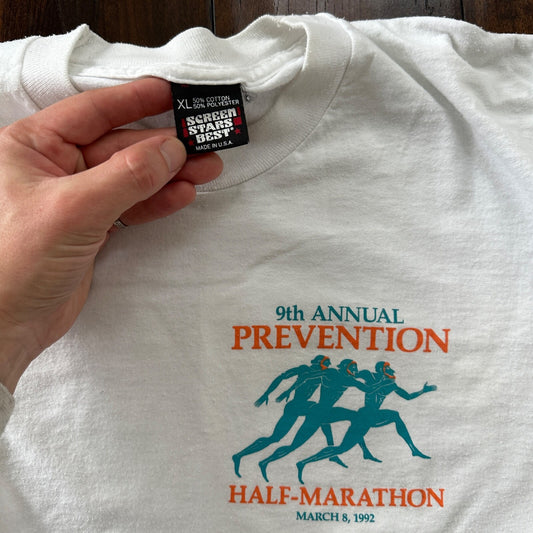 XL 50% COTTON
50% POLYESTER
SCREEN
STARS
BEST
MADE IN U.S.A.
9th ANNUAL
PREVENTION
HALF-MARATHON
MARCH 8, 1992